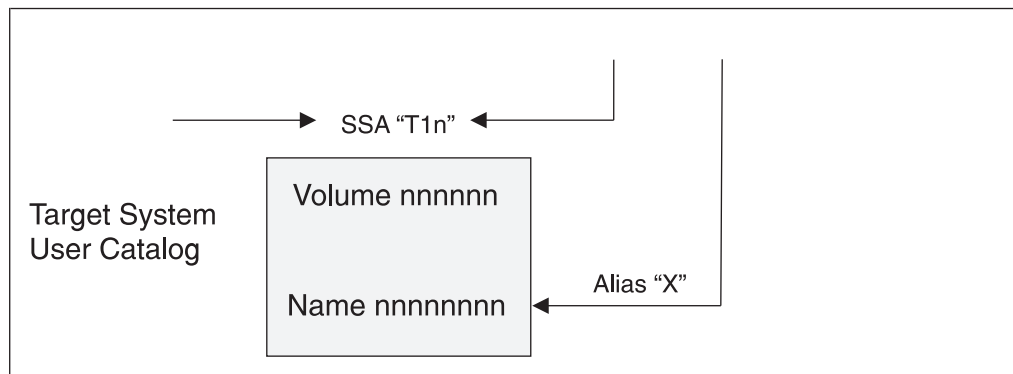 SSA “T1n”
Volume nnnnnn
Target System
User Catalog
Alias “X”
Name nnnnnnnn